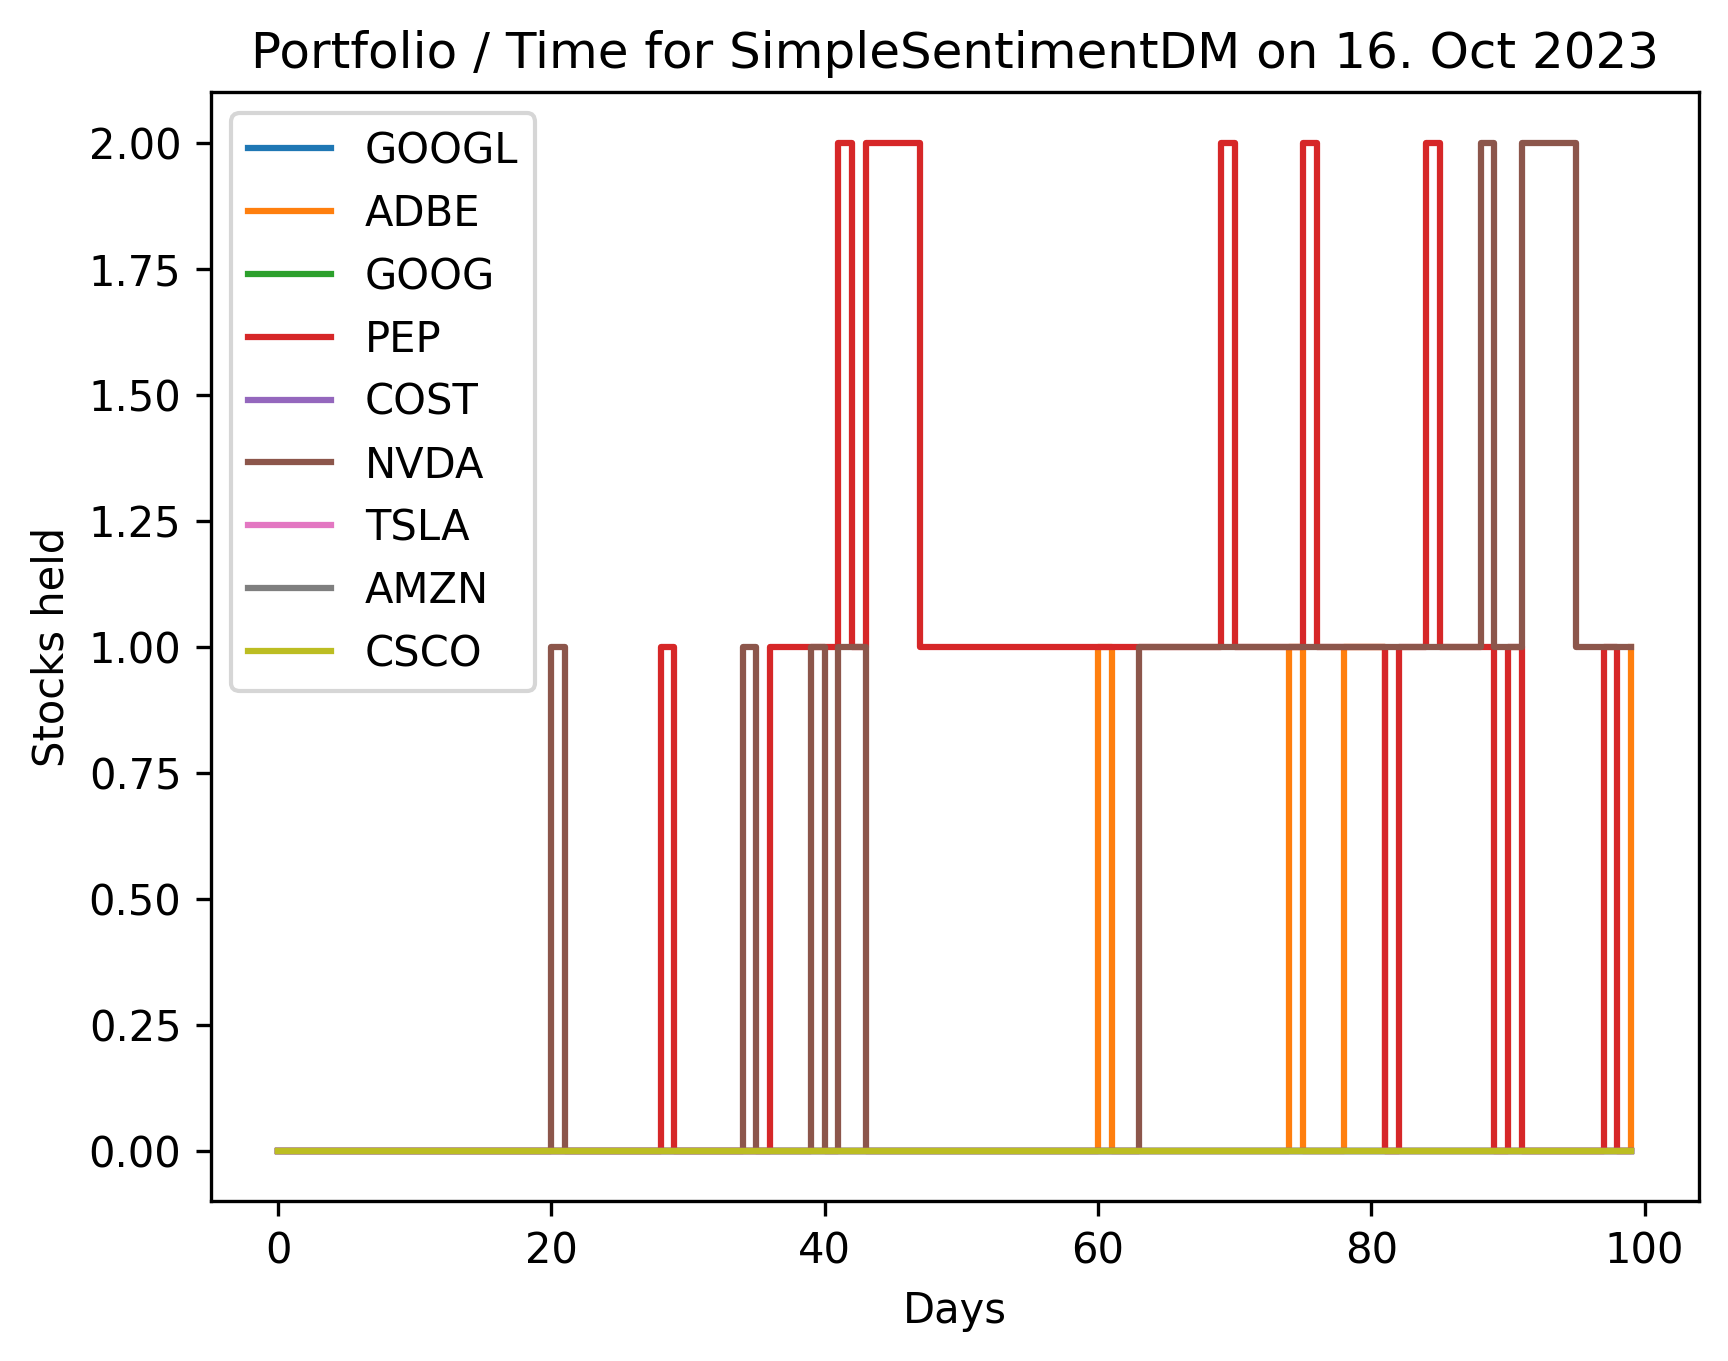 Portfolio / Time for SimpleSentimentDM on 16. Oct 2023
GOOGL
ADBE
GOOG
PEP
COST
NVDA
TSLA
AMZN
CSCO
Stocks held
2.00
1.75
1.50
1.25
1.00
0.75
0.50
0.25
0.00
0 20 40 60 80 100
Days